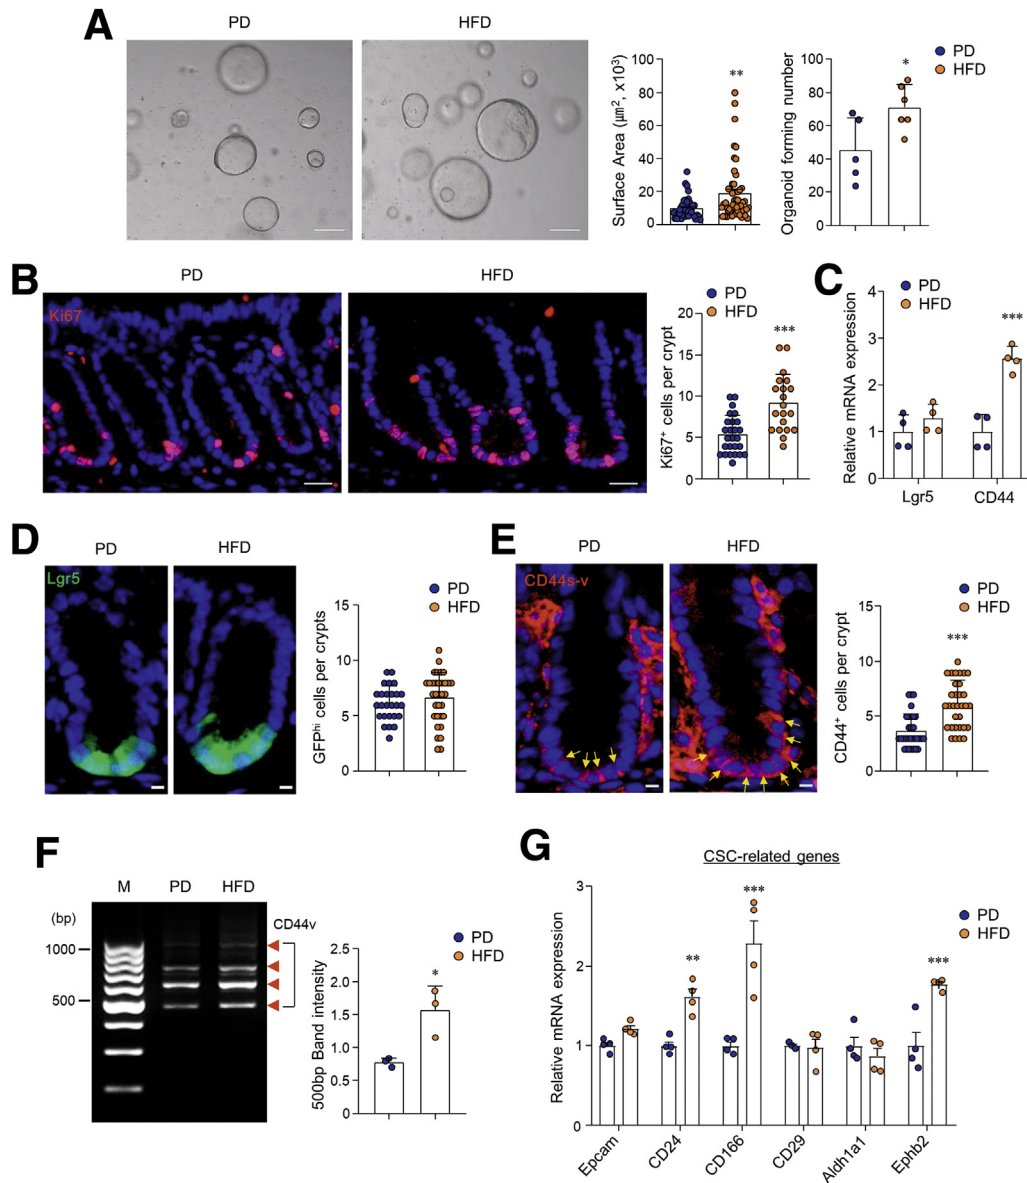 A
PD
HFD
Surface Area (μm², x10³)
100
80
60
40
20
0
**
Organoid forming number
100
80
60
40
20
0
*
PD
HFD
B
PD
HFD
Ki67
Ki67⁺ cells per crypt
20
15
10
5
0
***
PD
HFD
C
PD
HFD
Relative mRNA expression
4
3
2
1
0
***
Lgr5
CD44
D
PD
HFD
Lgr5
GFPʰⁱ cells per crypts
15
10
5
0
PD
HFD
E
PD
HFD
CD44s-v
CD44⁺ cells per crypt
15
10
5
0
***
PD
HFD
F
M
PD
HFD
(bp)
1000
500
CD44v
500bp Band intensity
2.5
2.0
1.5
1.0
0.5
0
*
PD
HFD
G
CSC-related genes
Relative mRNA expression
3
2
1
0
**
***
***
PD
HFD
Epcam
CD24
CD166
CD29
Aldh1a1
Ephb2